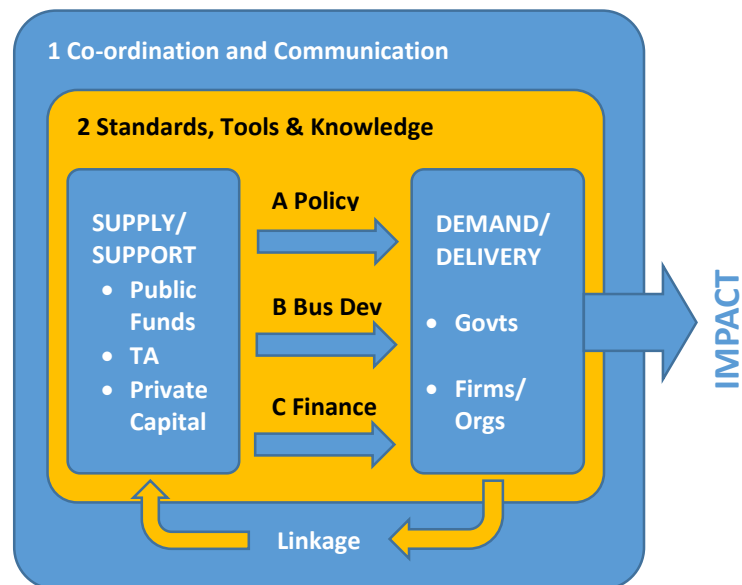 1 Co-ordination and Communication
2 Standards, Tools & Knowledge
SUPPLY/
SUPPORT
• Public
Funds
• TA
• Private
Capital
A Policy
B Bus Dev
C Finance
DEMAND/
DELIVERY
• Govts
• Firms/
Orgs
IMPACT
Linkage